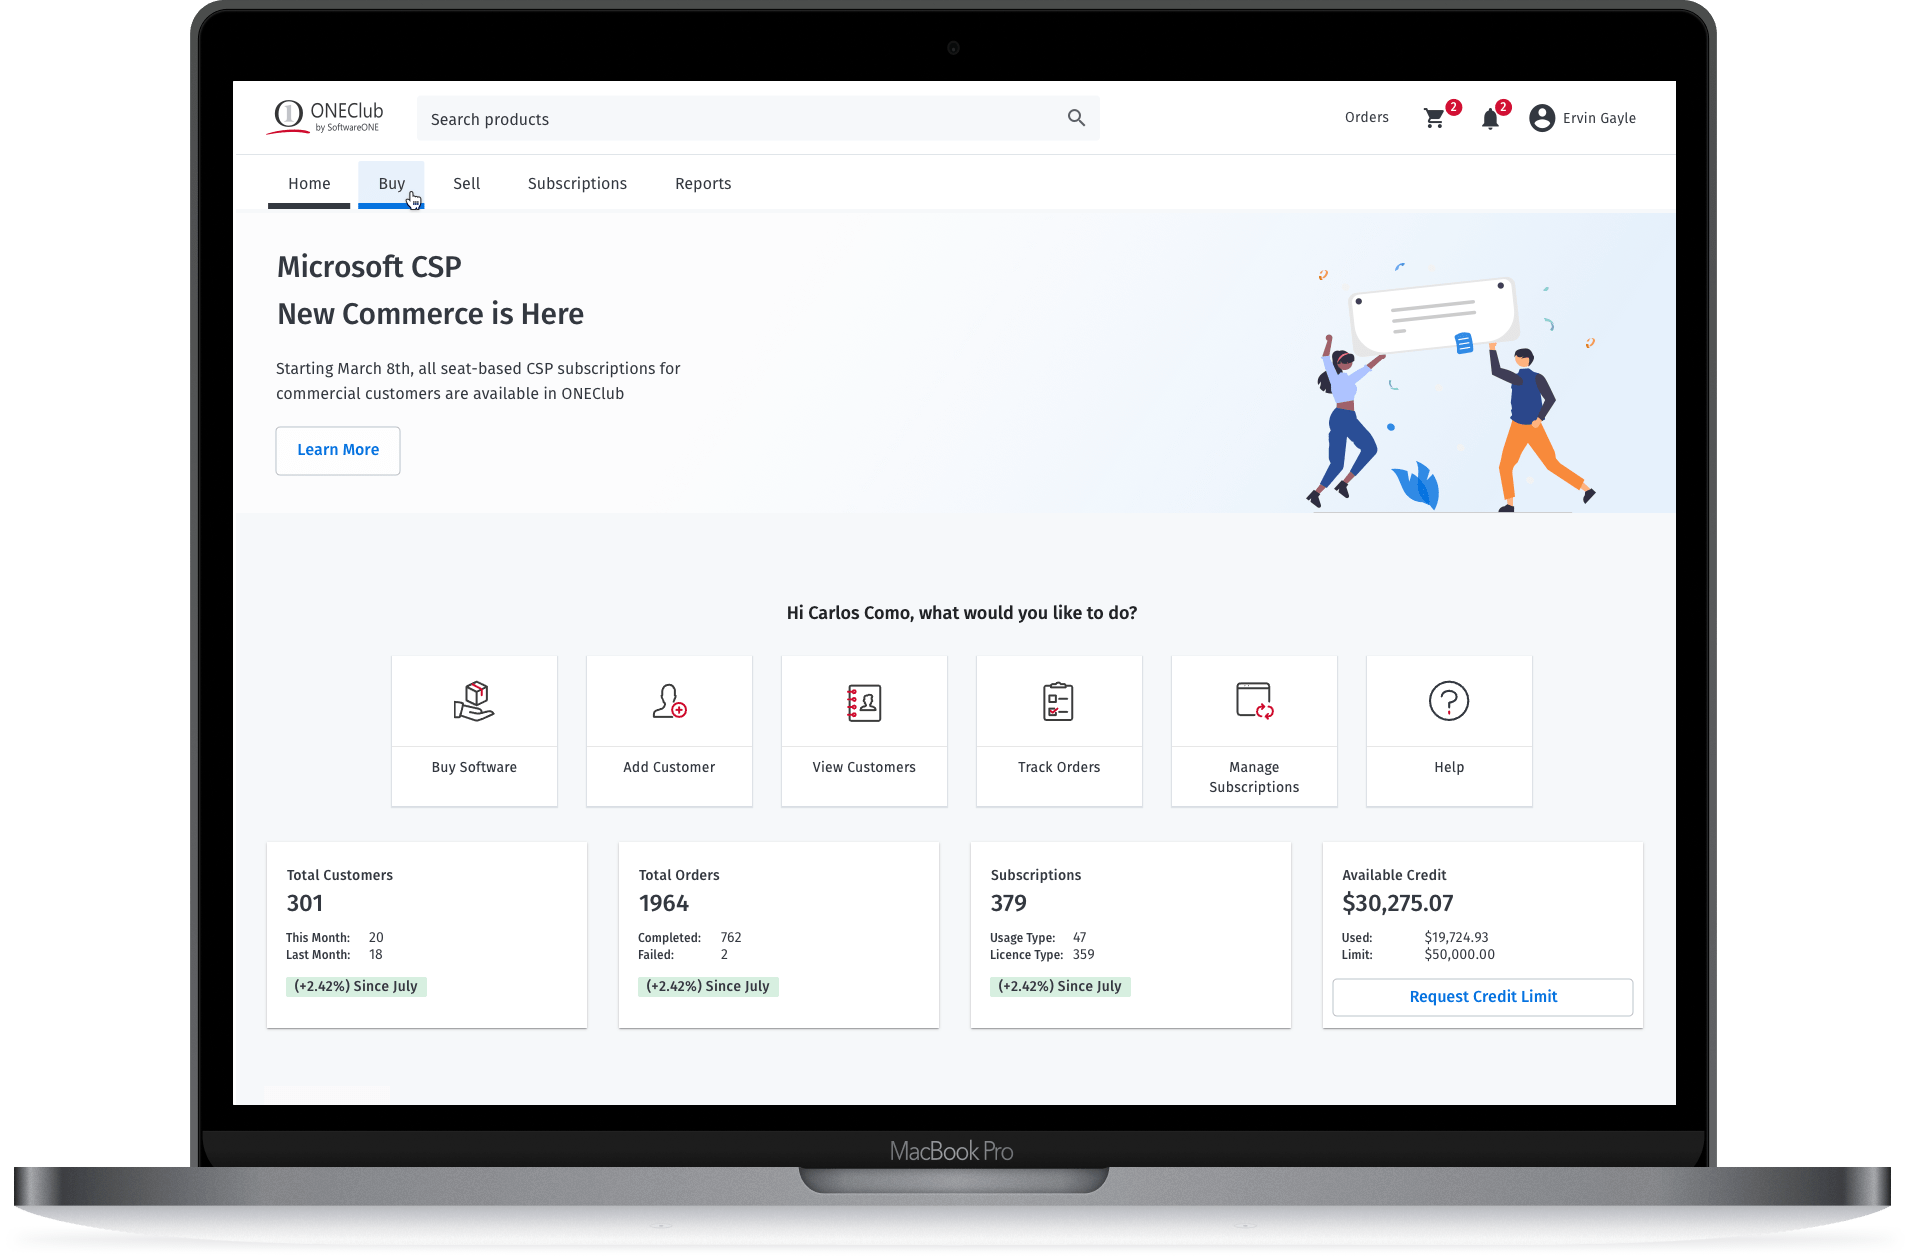 ONEClub
by SoftwareONE
Search products
Orders
2
2
Ervin Gayle
Home
Buy
Sell
Subscriptions
Reports
Microsoft CSP
New Commerce is Here
Starting March 8th, all seat-based CSP subscriptions for
commercial customers are available in ONEClub
Learn More
Hi Carlos Como, what would you like to do?
Buy Software
Add Customer
View Customers
Track Orders
Manage
Subscriptions
Help
Total Customers
301
This Month: 20
Last Month: 18
(+2.42%) Since July
Total Orders
1964
Completed: 762
Failed: 2
(+2.42%) Since July
Subscriptions
379
Usage Type: 47
Licence Type: 359
(+2.42%) Since July
Available Credit
$30,275.07
Used: $19,724.93
Limit: $50,000.00
Request Credit Limit
MacBook Pro